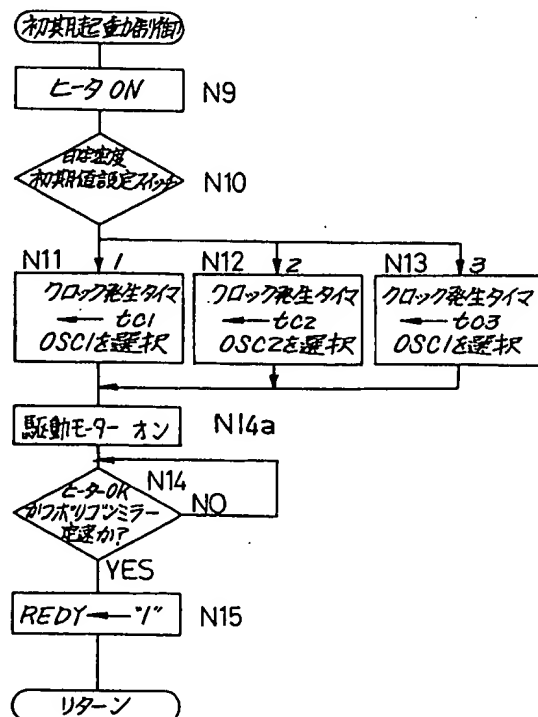 初期起動制御
ヒータ ON
N9
印字密度
初期値設定スイッチ
N10
N11
1
N12
2
N13
3
クロック発生タイマ
← tC1
OSC1を選択
クロック発生タイマ
← tC2
OSC2を選択
クロック発生タイマ
← tC3
OSC1を選択
駆動モーター オン
N14a
N14
ヒーターOK
かつポリゴンミラー
定速か?
NO
YES
REDY ← "1"
N15
リターン